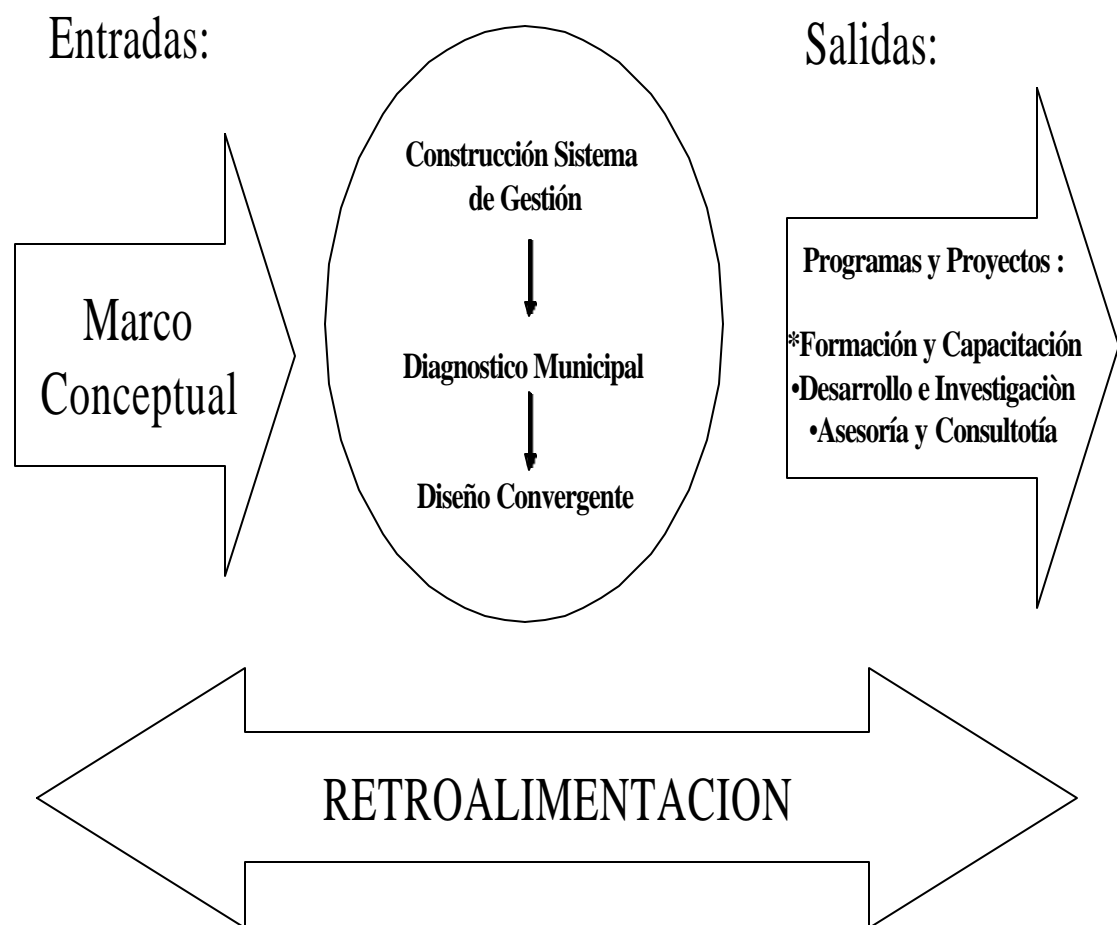 Entradas:
Marco
Conceptual
Construcción Sistema
de Gestión
Diagnostico Municipal
Diseño Convergente
Salidas:
Programas y Proyectos :
*Formación y Capacitación
•Desarrollo e Investigaciòn
•Asesoría y Consultotía
RETROALIMENTACION